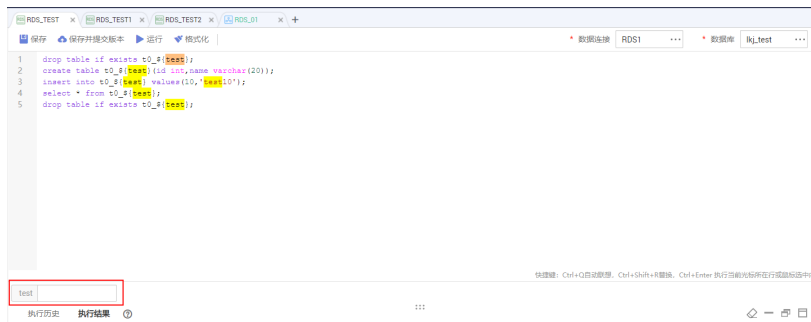 RDS_TEST × RDS_TEST1 × RDS_TEST2 × RDS_01 × +
保存 保存并提交版本 运行 格式化 * 数据连接 RDS1 ... * 数据库 lkj_test ...
1 drop table if exists t0_${test};
2 create table t0_${test}(id int,name varchar(20));
3 insert into t0_${test} values(10,'test10');
4 select * from t0_${test};
5 drop table if exists t0_${test};
快捷键：Ctrl+Q自动联想、Ctrl+Shift+R替换、Ctrl+Enter 执行当前光标所在行或鼠标选中
test
执行历史 执行结果 ?